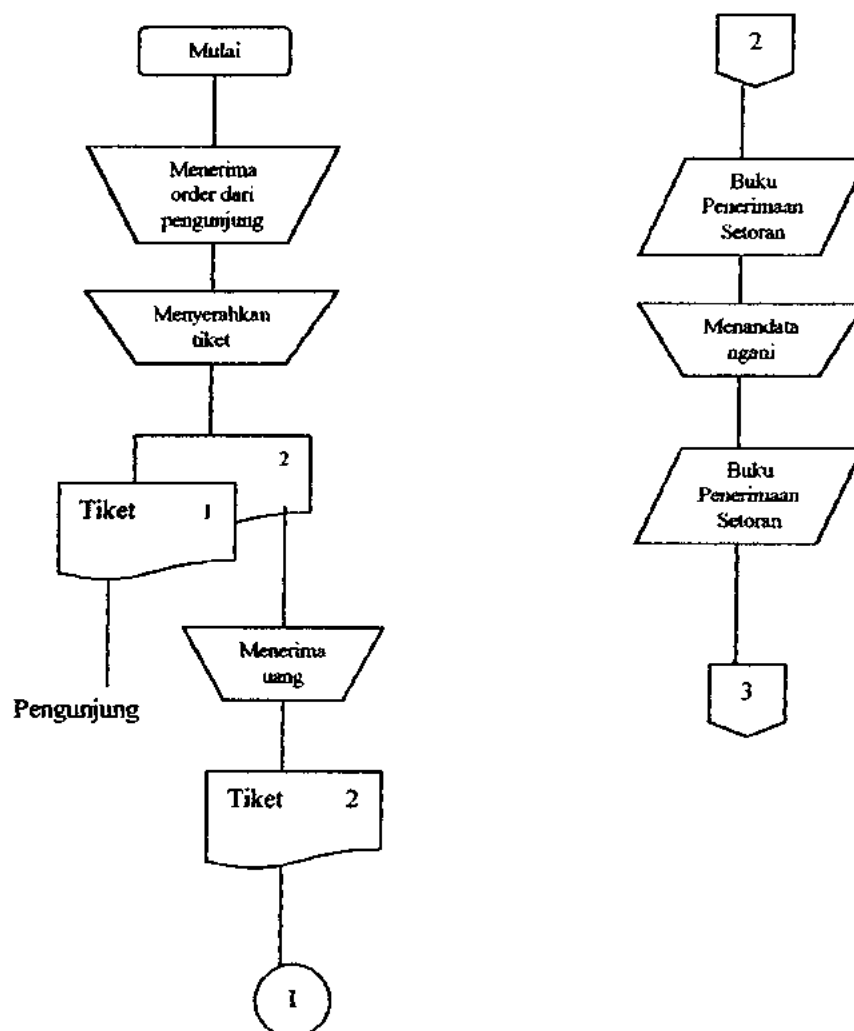 Mulai
Menerima
order dari
pengunjung
Menyerahkan
tiket
2
Tiket 1
Menerima
uang
Pengunjung
Tiket 2
1
2
Buku
Penerimaan
Setoran
Menandata
ngani
Buku
Penerimaan
Setoran
3